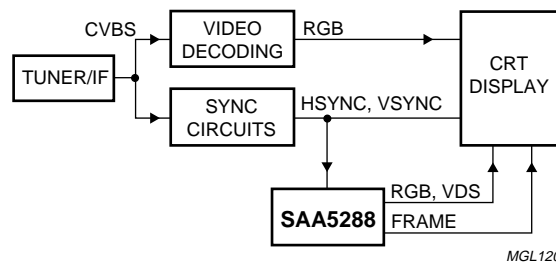 CVBS
VIDEO
DECODING
RGB
TUNER/IF
CRT
DISPLAY
SYNC
CIRCUITS
HSYNC, VSYNC
SAA5288
RGB, VDS
FRAME